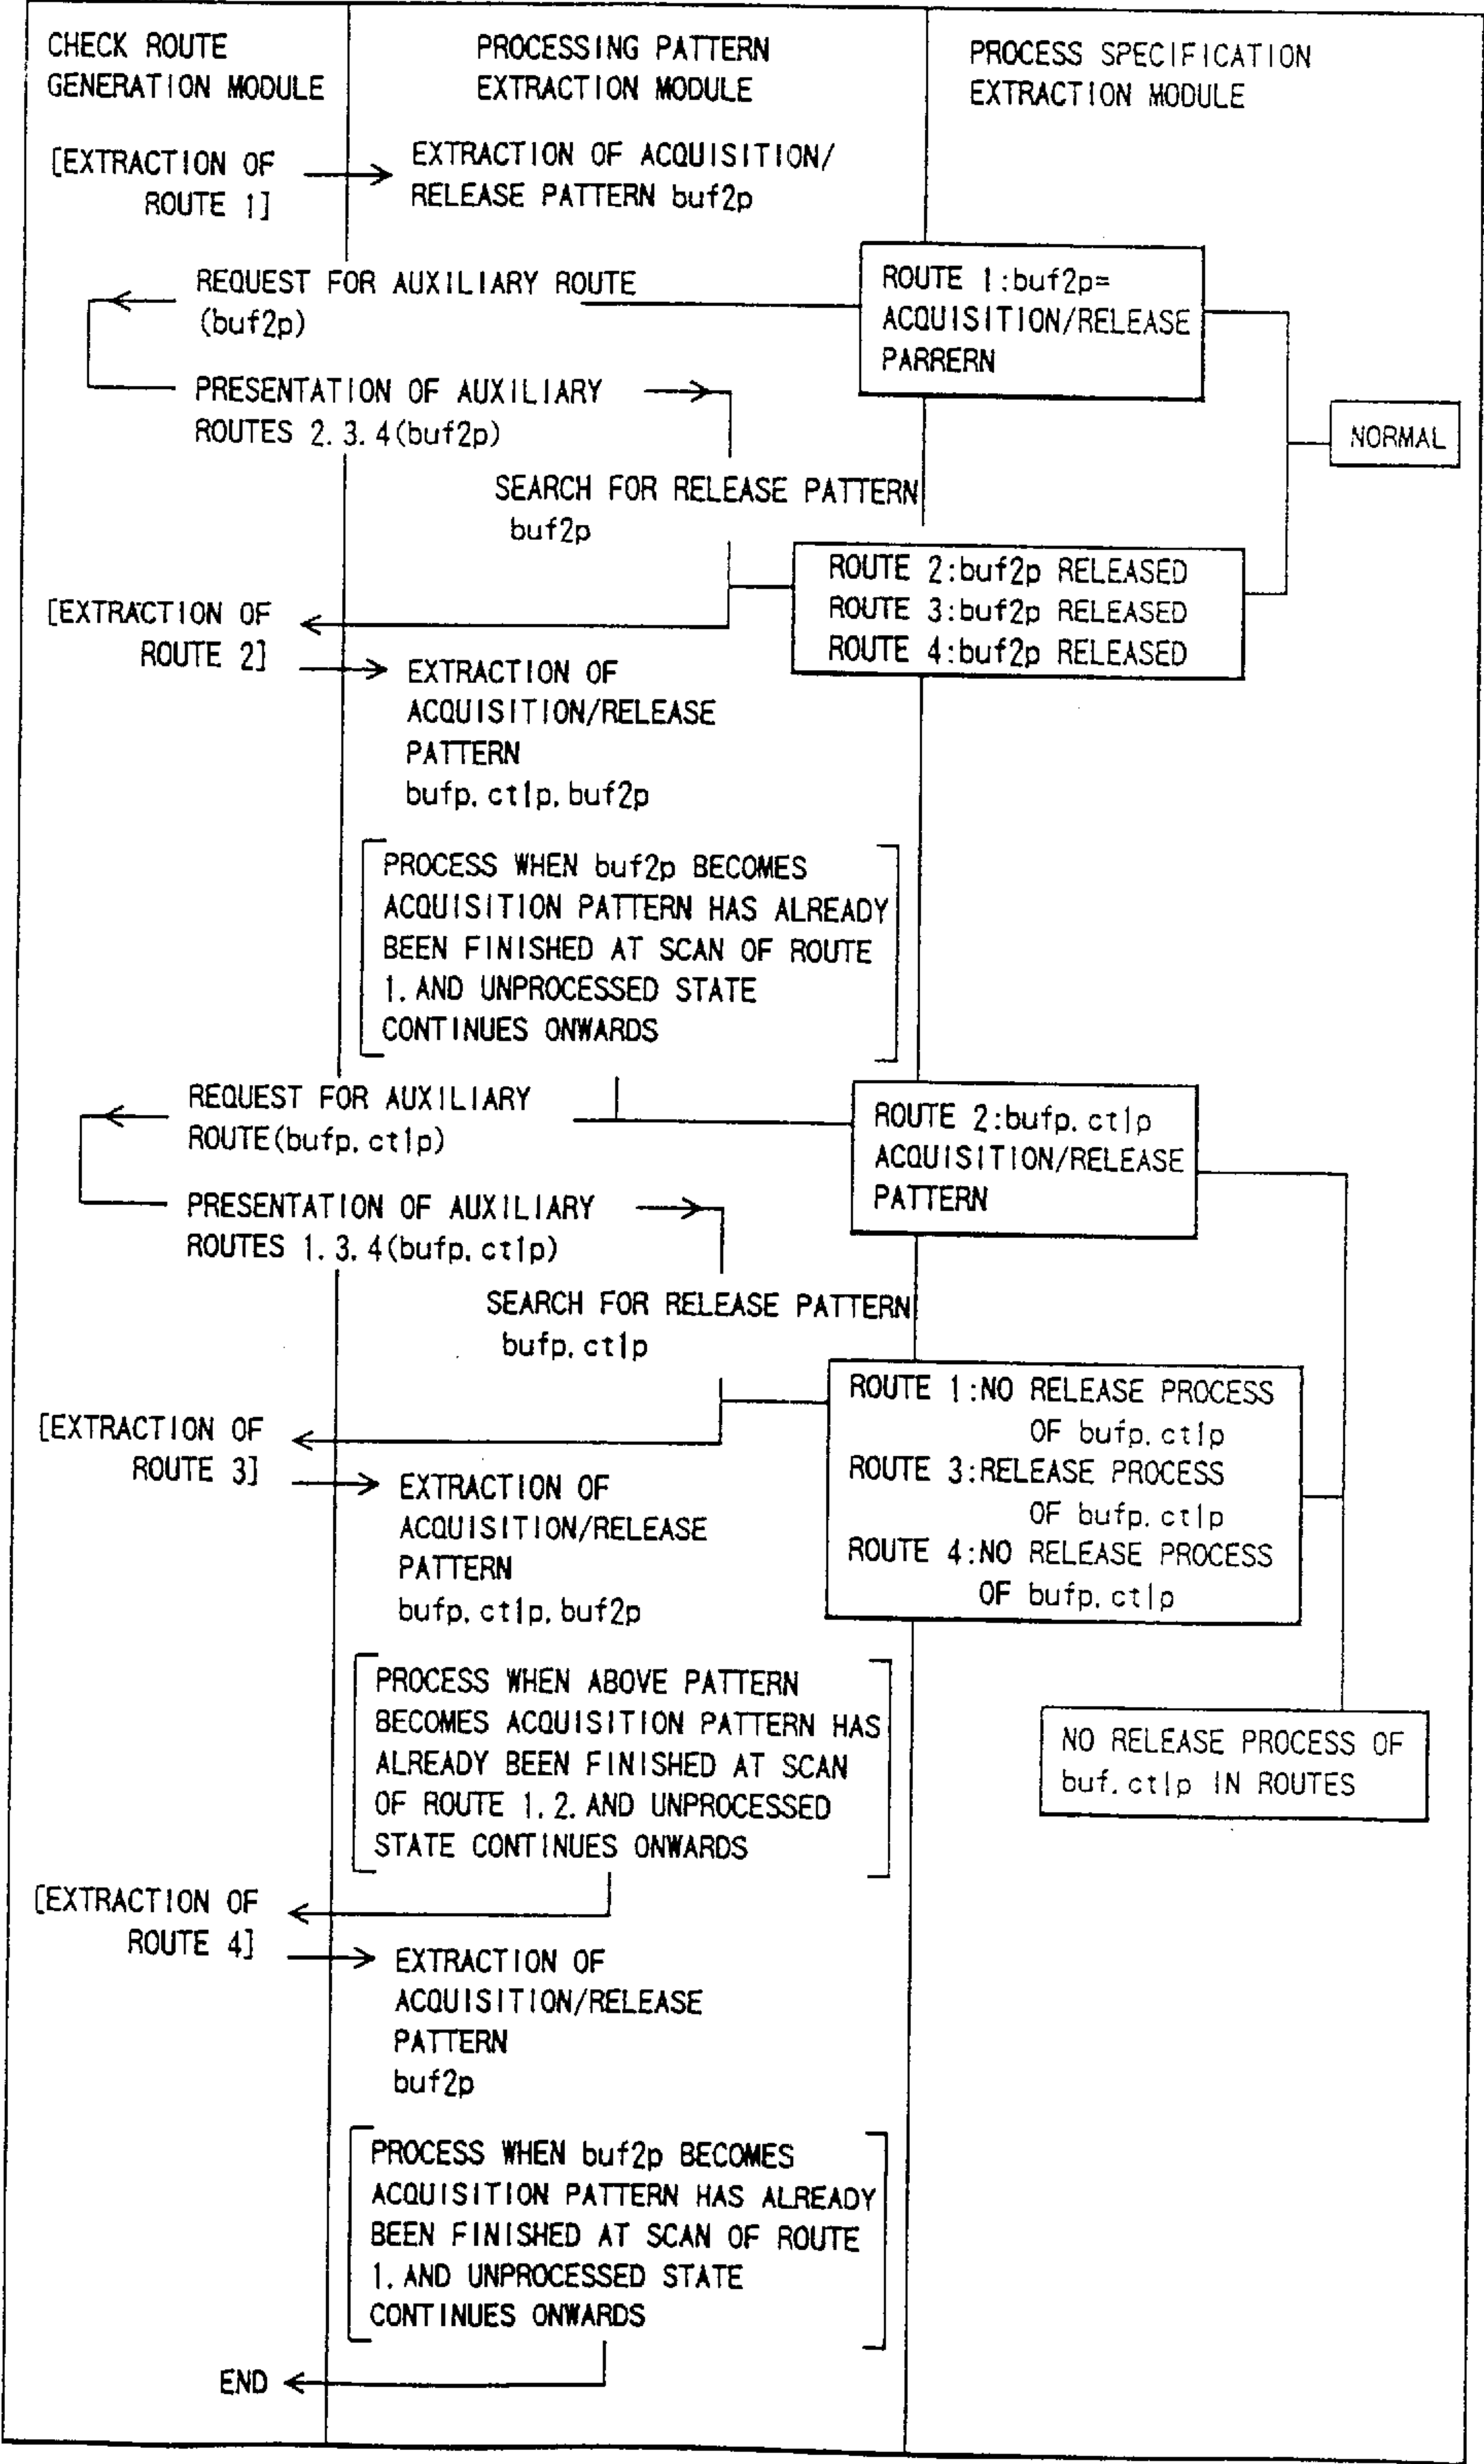 CHECK ROUTE
GENERATION MODULE
PROCESSING PATTERN
EXTRACTION MODULE
PROCESS SPECIFICATION
EXTRACTION MODULE
[EXTRACTION OF
ROUTE 1]
EXTRACTION OF ACQUISITION/
RELEASE PATTERN buf2p
REQUEST FOR AUXILIARY ROUTE
(buf2p)
ROUTE 1:buf2p=
ACQUISITION/RELEASE
PARRERN
PRESENTATION OF AUXILIARY
ROUTES 2.3.4(buf2p)
NORMAL
SEARCH FOR RELEASE PATTERN
buf2p
ROUTE 2:buf2p RELEASED
ROUTE 3:buf2p RELEASED
ROUTE 4:buf2p RELEASED
[EXTRACTION OF
ROUTE 2]
EXTRACTION OF
ACQUISITION/RELEASE
PATTERN
bufp.ctlp.buf2p
PROCESS WHEN buf2p BECOMES
ACQUISITION PATTERN HAS ALREADY
BEEN FINISHED AT SCAN OF ROUTE
1.AND UNPROCESSED STATE
CONTINUES ONWARDS
REQUEST FOR AUXILIARY
ROUTE(bufp.ctlp)
ROUTE 2:bufp.ctlp
ACQUISITION/RELEASE
PATTERN
PRESENTATION OF AUXILIARY
ROUTES 1.3.4(bufp.ctlp)
SEARCH FOR RELEASE PATTERN
bufp.ctlp
ROUTE 1:NO RELEASE PROCESS
OF bufp.ctlp
ROUTE 3:RELEASE PROCESS
OF bufp.ctlp
ROUTE 4:NO RELEASE PROCESS
OF bufp.ctlp
[EXTRACTION OF
ROUTE 3]
EXTRACTION OF
ACQUISITION/RELEASE
PATTERN
bufp.ctlp.buf2p
PROCESS WHEN ABOVE PATTERN
BECOMES ACQUISITION PATTERN HAS
ALREADY BEEN FINISHED AT SCAN
OF ROUTE 1.2.AND UNPROCESSED
STATE CONTINUES ONWARDS
NO RELEASE PROCESS OF
buf.ctlp IN ROUTES
[EXTRACTION OF
ROUTE 4]
EXTRACTION OF
ACQUISITION/RELEASE
PATTERN
buf2p
PROCESS WHEN buf2p BECOMES
ACQUISITION PATTERN HAS ALREADY
BEEN FINISHED AT SCAN OF ROUTE
1.AND UNPROCESSED STATE
CONTINUES ONWARDS
END